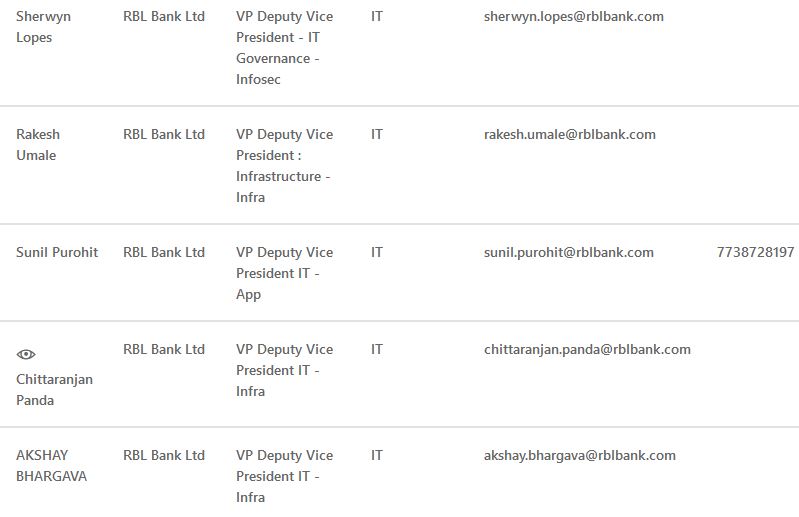 Sherwyn Lopes RBL Bank Ltd VP Deputy Vice President - IT Governance - Infosec IT sherwyn.lopes@rblbank.com
Rakesh Umale RBL Bank Ltd VP Deputy Vice President : Infrastructure - Infra IT rakesh.umale@rblbank.com
Sunil Purohit RBL Bank Ltd VP Deputy Vice President IT - App IT sunil.purohit@rblbank.com 7738728197
Chittaranjan Panda RBL Bank Ltd VP Deputy Vice President IT - Infra IT chittaranjan.panda@rblbank.com
AKSHAY BHARGAVA RBL Bank Ltd VP Deputy Vice President IT - Infra IT akshay.bhargava@rblbank.com